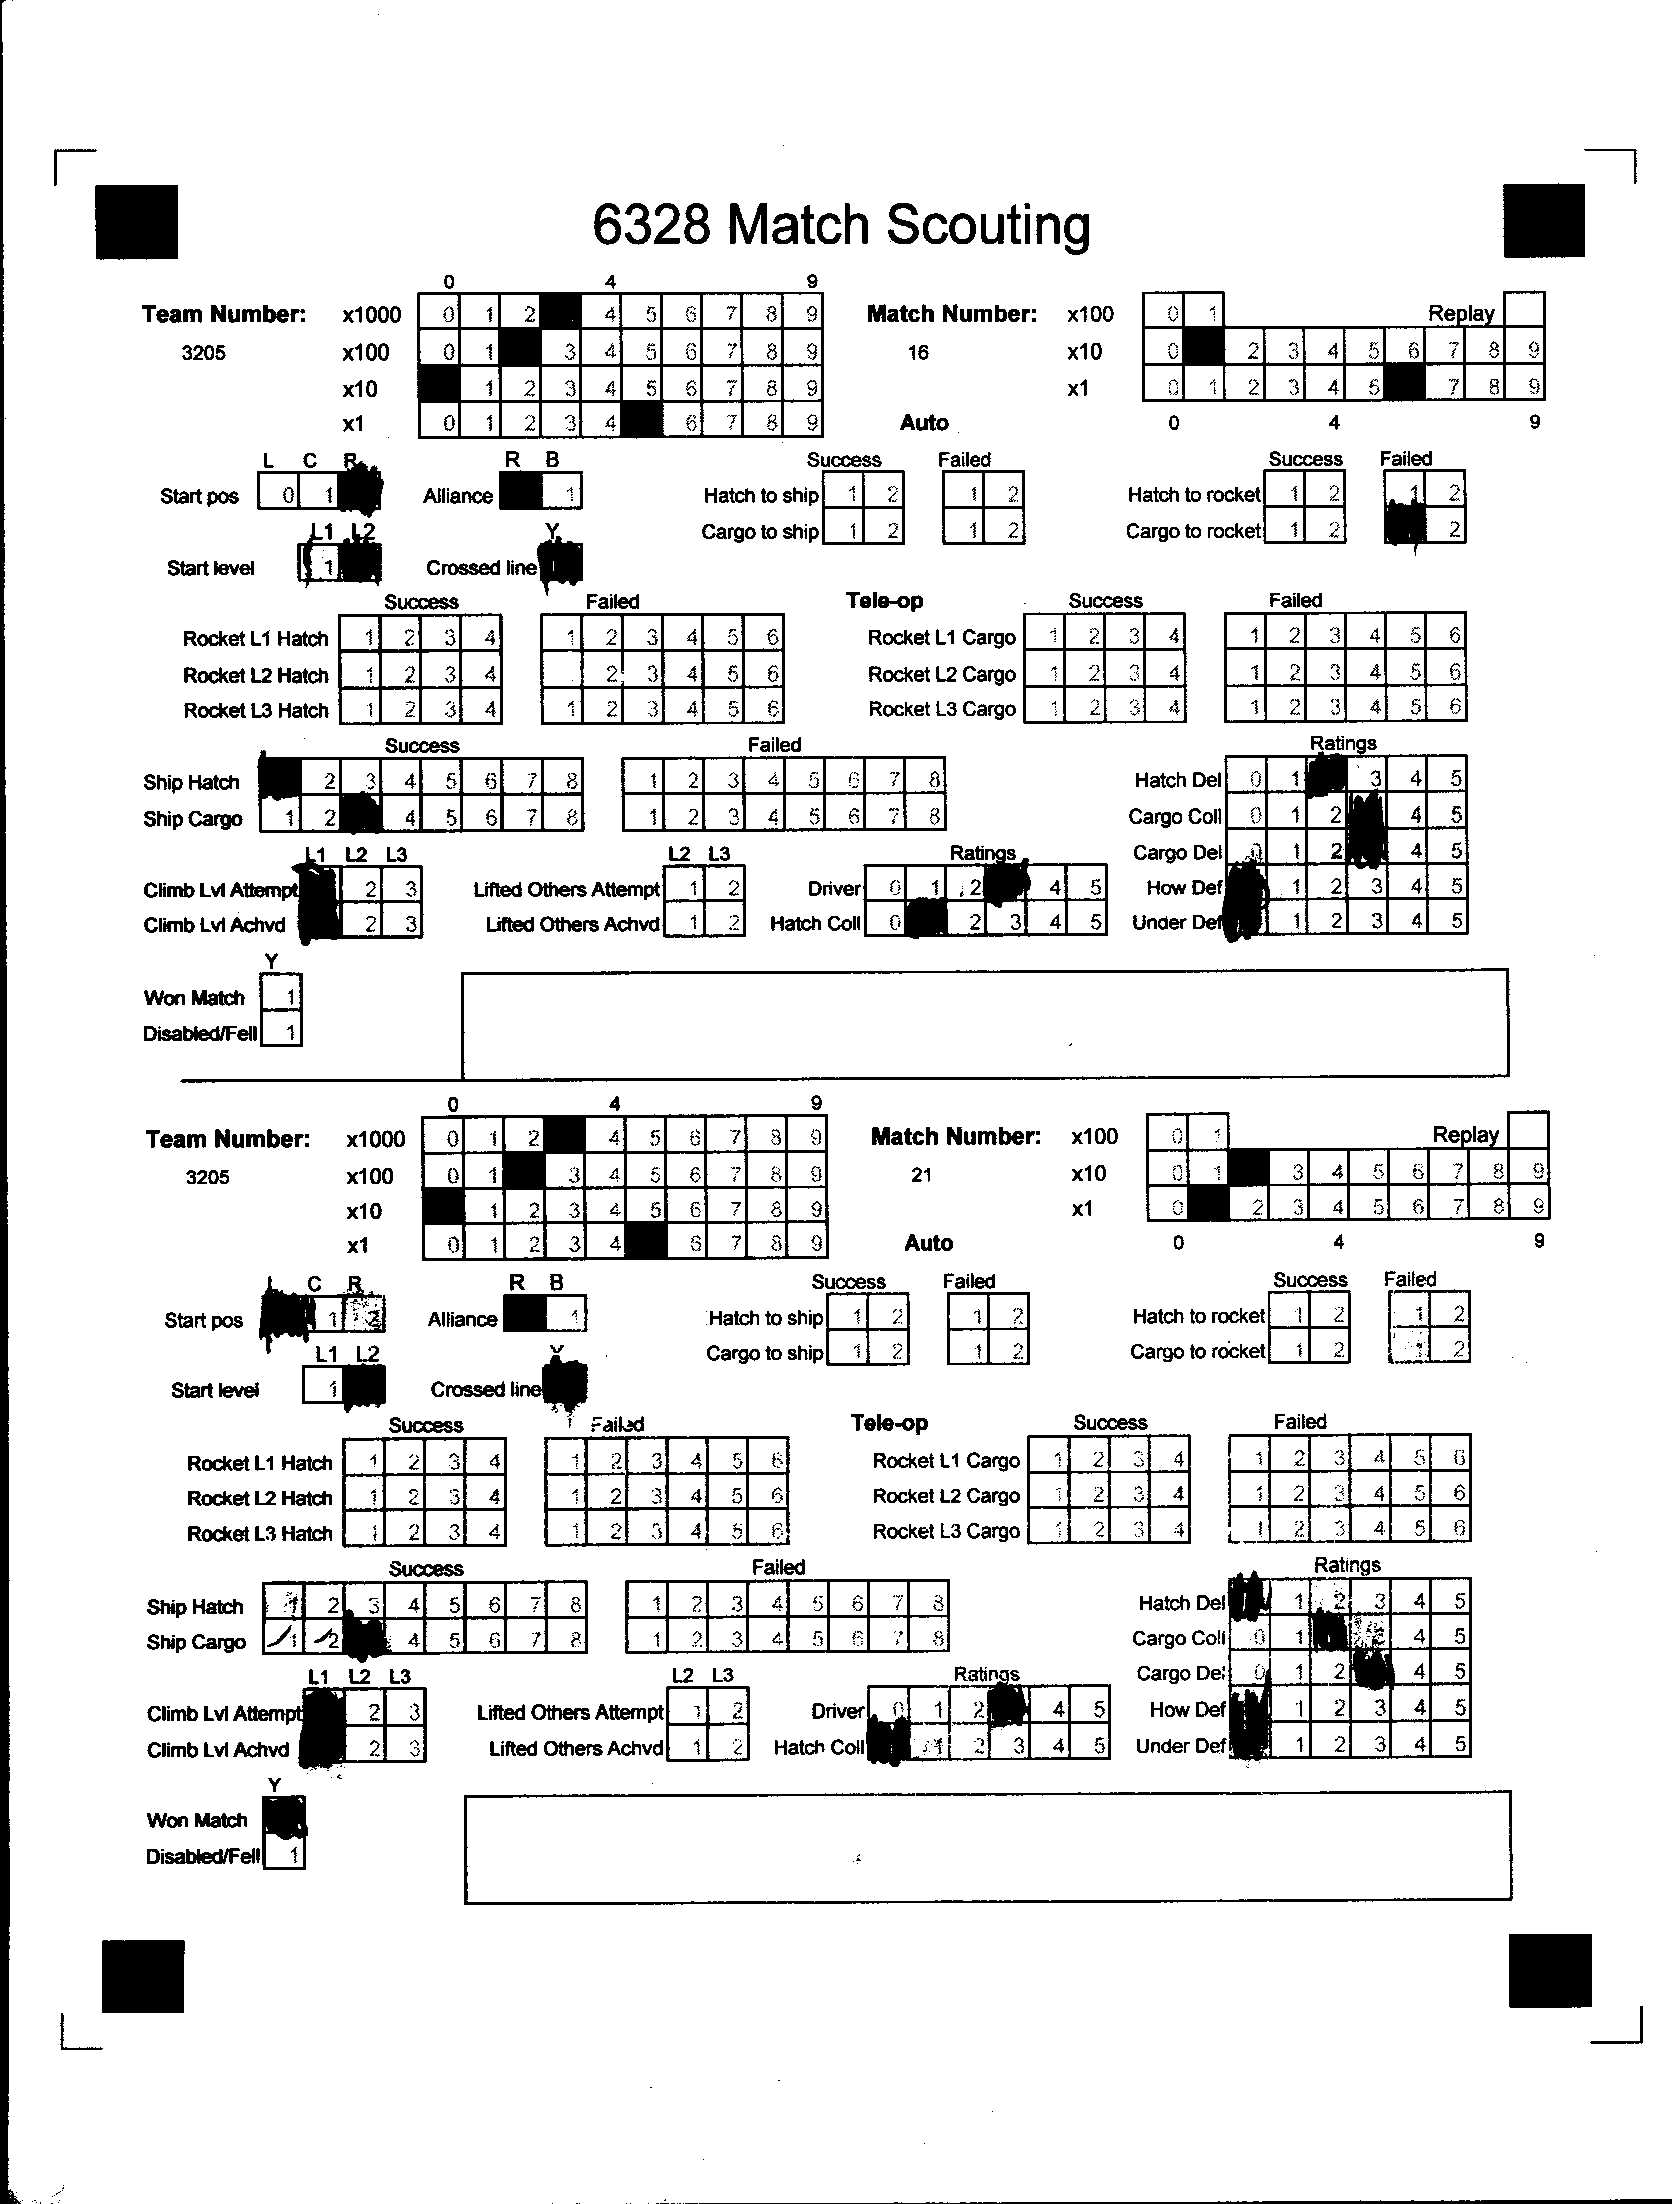 6328 Match Scouting
0 4 9
Team Number: x1000 0 1 2 4 5 6 7 8 9 Match Number: x100 0 1 Replay
3205 x100 0 1 3 4 5 6 7 8 9 16 x10 0 2 3 4 5 6 7 8 9
x10 1 2 3 4 5 6 7 8 9 x1 0 1 2 3 4 5 7 8 9
x1 0 1 2 3 4 6 7 8 9 Auto 0 4 9
L C R R B Success Failed Success Failed
Start pos 0 1 Alliance 1 Hatch to ship 1 2 1 2 Hatch to rocket 1 2 1 2
L1 L2 Y Cargo to ship 1 2 1 2 Cargo to rocket 1 2 2
Start level 1 Crossed line
Success Failed Tele-op Success Failed
Rocket L1 Hatch 1 2 3 4 1 2 3 4 5 6 Rocket L1 Cargo 1 2 3 4 1 2 3 4 5 6
Rocket L2 Hatch 1 2 3 4 2 3 4 5 6 Rocket L2 Cargo 1 2 3 4 1 2 3 4 5 6
Rocket L3 Hatch 1 2 3 4 1 2 3 4 5 6 Rocket L3 Cargo 1 2 3 4 1 2 3 4 5 6
Success Failed Ratings
Ship Hatch 2 3 4 5 6 7 8 1 2 3 4 5 6 7 8 Hatch Del 0 1 3 4 5
Ship Cargo 1 2 4 5 6 7 8 1 2 3 4 5 6 7 8 Cargo Coll 0 1 2 4 5
L1 L2 L3 L2 L3 Ratings Cargo Del 0 1 2 4 5
Climb Lvl Attempt 2 3 Lifted Others Attempt 1 2 Driver 0 1 2 4 5 How Def 1 2 3 4 5
Climb Lvl Achvd 2 3 Lifted Others Achvd 1 2 Hatch Coll 0 2 3 4 5 Under Def 1 2 3 4 5
Y
Won Match 1
Disabled/Fell 1
0 4 9
Team Number: x1000 0 1 2 4 5 6 7 8 9 Match Number: x100 0 1 Replay
3205 x100 0 1 3 4 5 6 7 8 9 21 x10 0 1 3 4 5 6 7 8 9
x10 1 2 3 4 5 6 7 8 9 x1 0 2 3 4 5 6 7 8 9
x1 0 1 2 3 4 6 7 8 9 Auto 0 4 9
L C R R B Success Failed Success Failed
Start pos 1 2 Alliance 1 Hatch to ship 1 2 1 2 Hatch to rocket 1 2 1 2
L1 L2 Y Cargo to ship 1 2 1 2 Cargo to rocket 1 2 1 2
Start level 1 Crossed line
Success Failed Tele-op Success Failed
Rocket L1 Hatch 1 2 3 4 1 2 3 4 5 6 Rocket L1 Cargo 1 2 3 4 1 2 3 4 5 6
Rocket L2 Hatch 1 2 3 4 1 2 3 4 5 6 Rocket L2 Cargo 1 2 3 4 1 2 3 4 5 6
Rocket L3 Hatch 1 2 3 4 1 2 3 4 5 6 Rocket L3 Cargo 1 2 3 4 1 2 3 4 5 6
Success Failed Ratings
Ship Hatch 1 2 3 4 5 6 7 8 1 2 3 4 5 6 7 8 Hatch Del 1 2 3 4 5
Ship Cargo 1 2 4 5 6 7 8 1 2 3 4 5 6 7 8 Cargo Coll 0 1 4 5
L1 L2 L3 L2 L3 Ratings Cargo Del 0 1 2 4 5
Climb Lvl Attempt 2 3 Lifted Others Attempt 1 2 Driver 0 1 2 4 5 How Def 1 2 3 4 5
Climb Lvl Achvd 2 3 Lifted Others Achvd 1 2 Hatch Coll 1 2 3 4 5 Under Def 1 2 3 4 5
Y
Won Match
Disabled/Fell 1